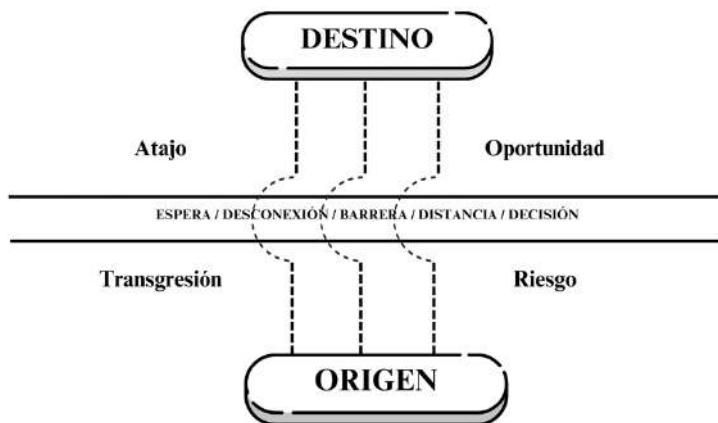 DESTINO
Atajo
Oportunidad
ESPERA / DESCONEXIÓN / BARRERA / DISTANCIA / DECISIÓN
Transgresión
Riesgo
ORIGEN